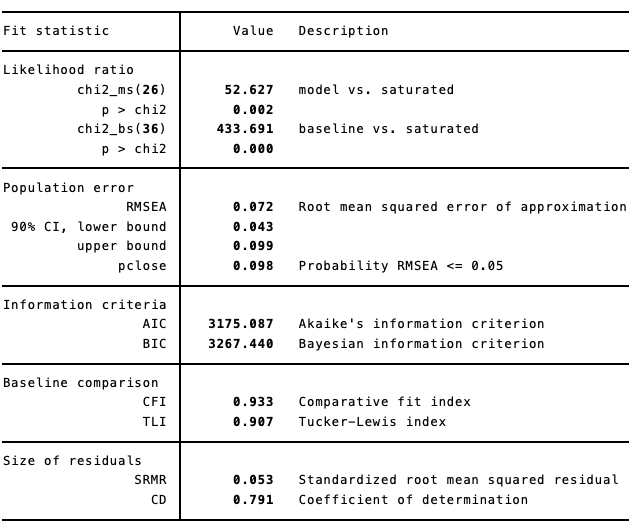 Fit statistic Value Description
Likelihood ratio
chi2_ms(26) 52.627 model vs. saturated
p > chi2 0.002
chi2_bs(36) 433.691 baseline vs. saturated
p > chi2 0.000
Population error
RMSEA 0.072 Root mean squared error of approximation
90% CI, lower bound 0.043
upper bound 0.099
pclose 0.098 Probability RMSEA <= 0.05
Information criteria
AIC 3175.087 Akaike's information criterion
BIC 3267.440 Bayesian information criterion
Baseline comparison
CFI 0.933 Comparative fit index
TLI 0.907 Tucker-Lewis index
Size of residuals
SRMR 0.053 Standardized root mean squared residual
CD 0.791 Coefficient of determination